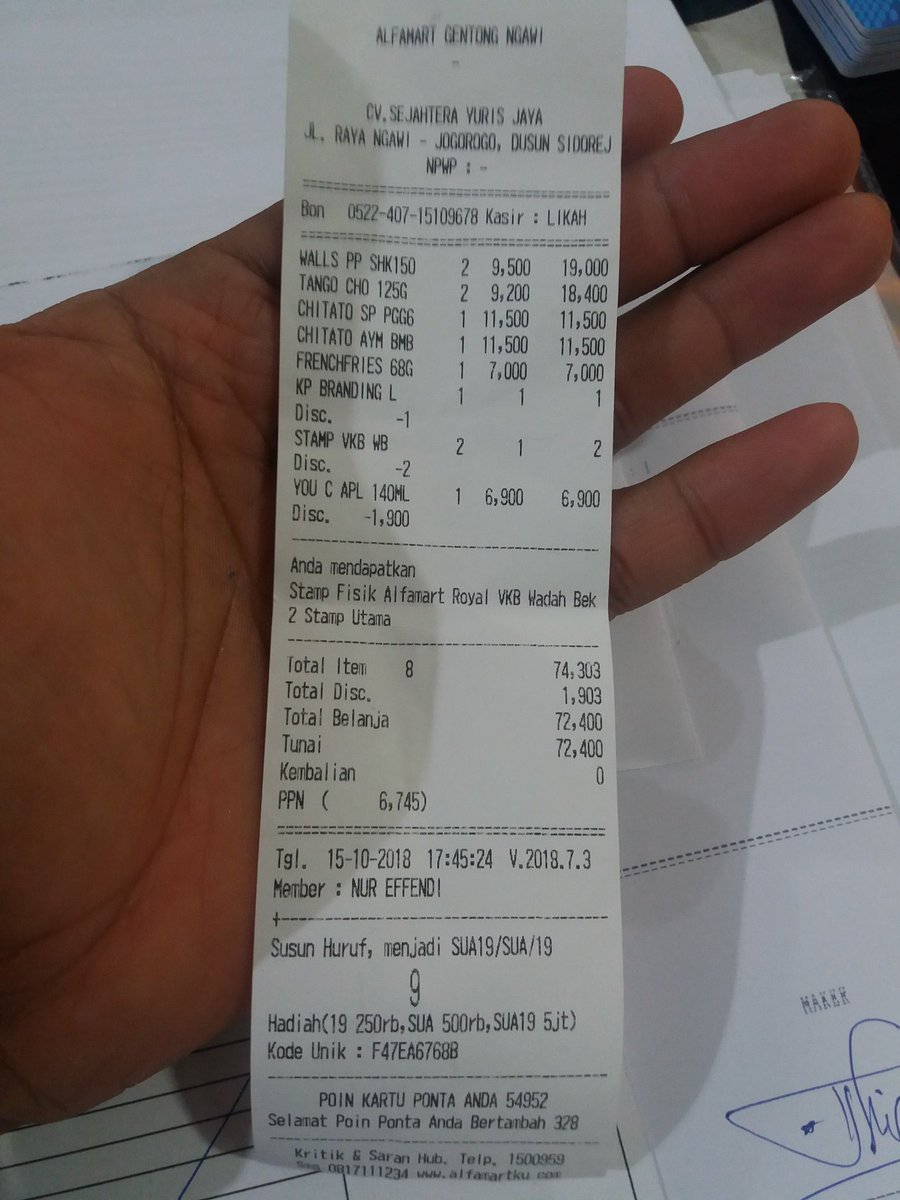 ALFAMART GENTONG NGAWI
-
CV.SEJAHTERA YURIS JAYA
JL. RAYA NGAWI - JOGOROGO, DUSUN SIDOREJ
NPWP : -
Bon 0522-407-15109678 Kasir : LIKAH
WALLS PP SHK150 2 9,500 19,000
TANGO CHO 125G 2 9,200 18,400
CHITATO SP PGG6 1 11,500 11,500
CHITATO AYM BMB 1 11,500 11,500
FRENCHFRIES 68G 1 7,000 7,000
KP BRANDING L 1 1 1
Disc. -1
STAMP VKB WB 2 1 2
Disc. -2
YOU C APL 140ML 1 6,900 6,900
Disc. -1,900
Anda mendapatkan
Stamp Fisik Alfamart Royal VKB Wadah Bek
2 Stamp Utama
Total Item 8 74,303
Total Disc. 1,903
Total Belanja 72,400
Tunai 72,400
Kembalian 0
PPN ( 6,745)
Tgl. 15-10-2018 17:45:24 V.2018.7.3
Member : NUR EFFENDI
Susun Huruf, menjadi SUA19/SUA/19
9
Hadiah(19 250rb,SUA 500rb,SUA19 5jt)
Kode Unik : F47EA6768B
POIN KARTU PONTA ANDA 54952
Selamat Poin Ponta Anda Bertambah 328
Kritik & Saran Hub. Telp. 1500959
Sms 0817111234 www.alfamartku.com
MAKER